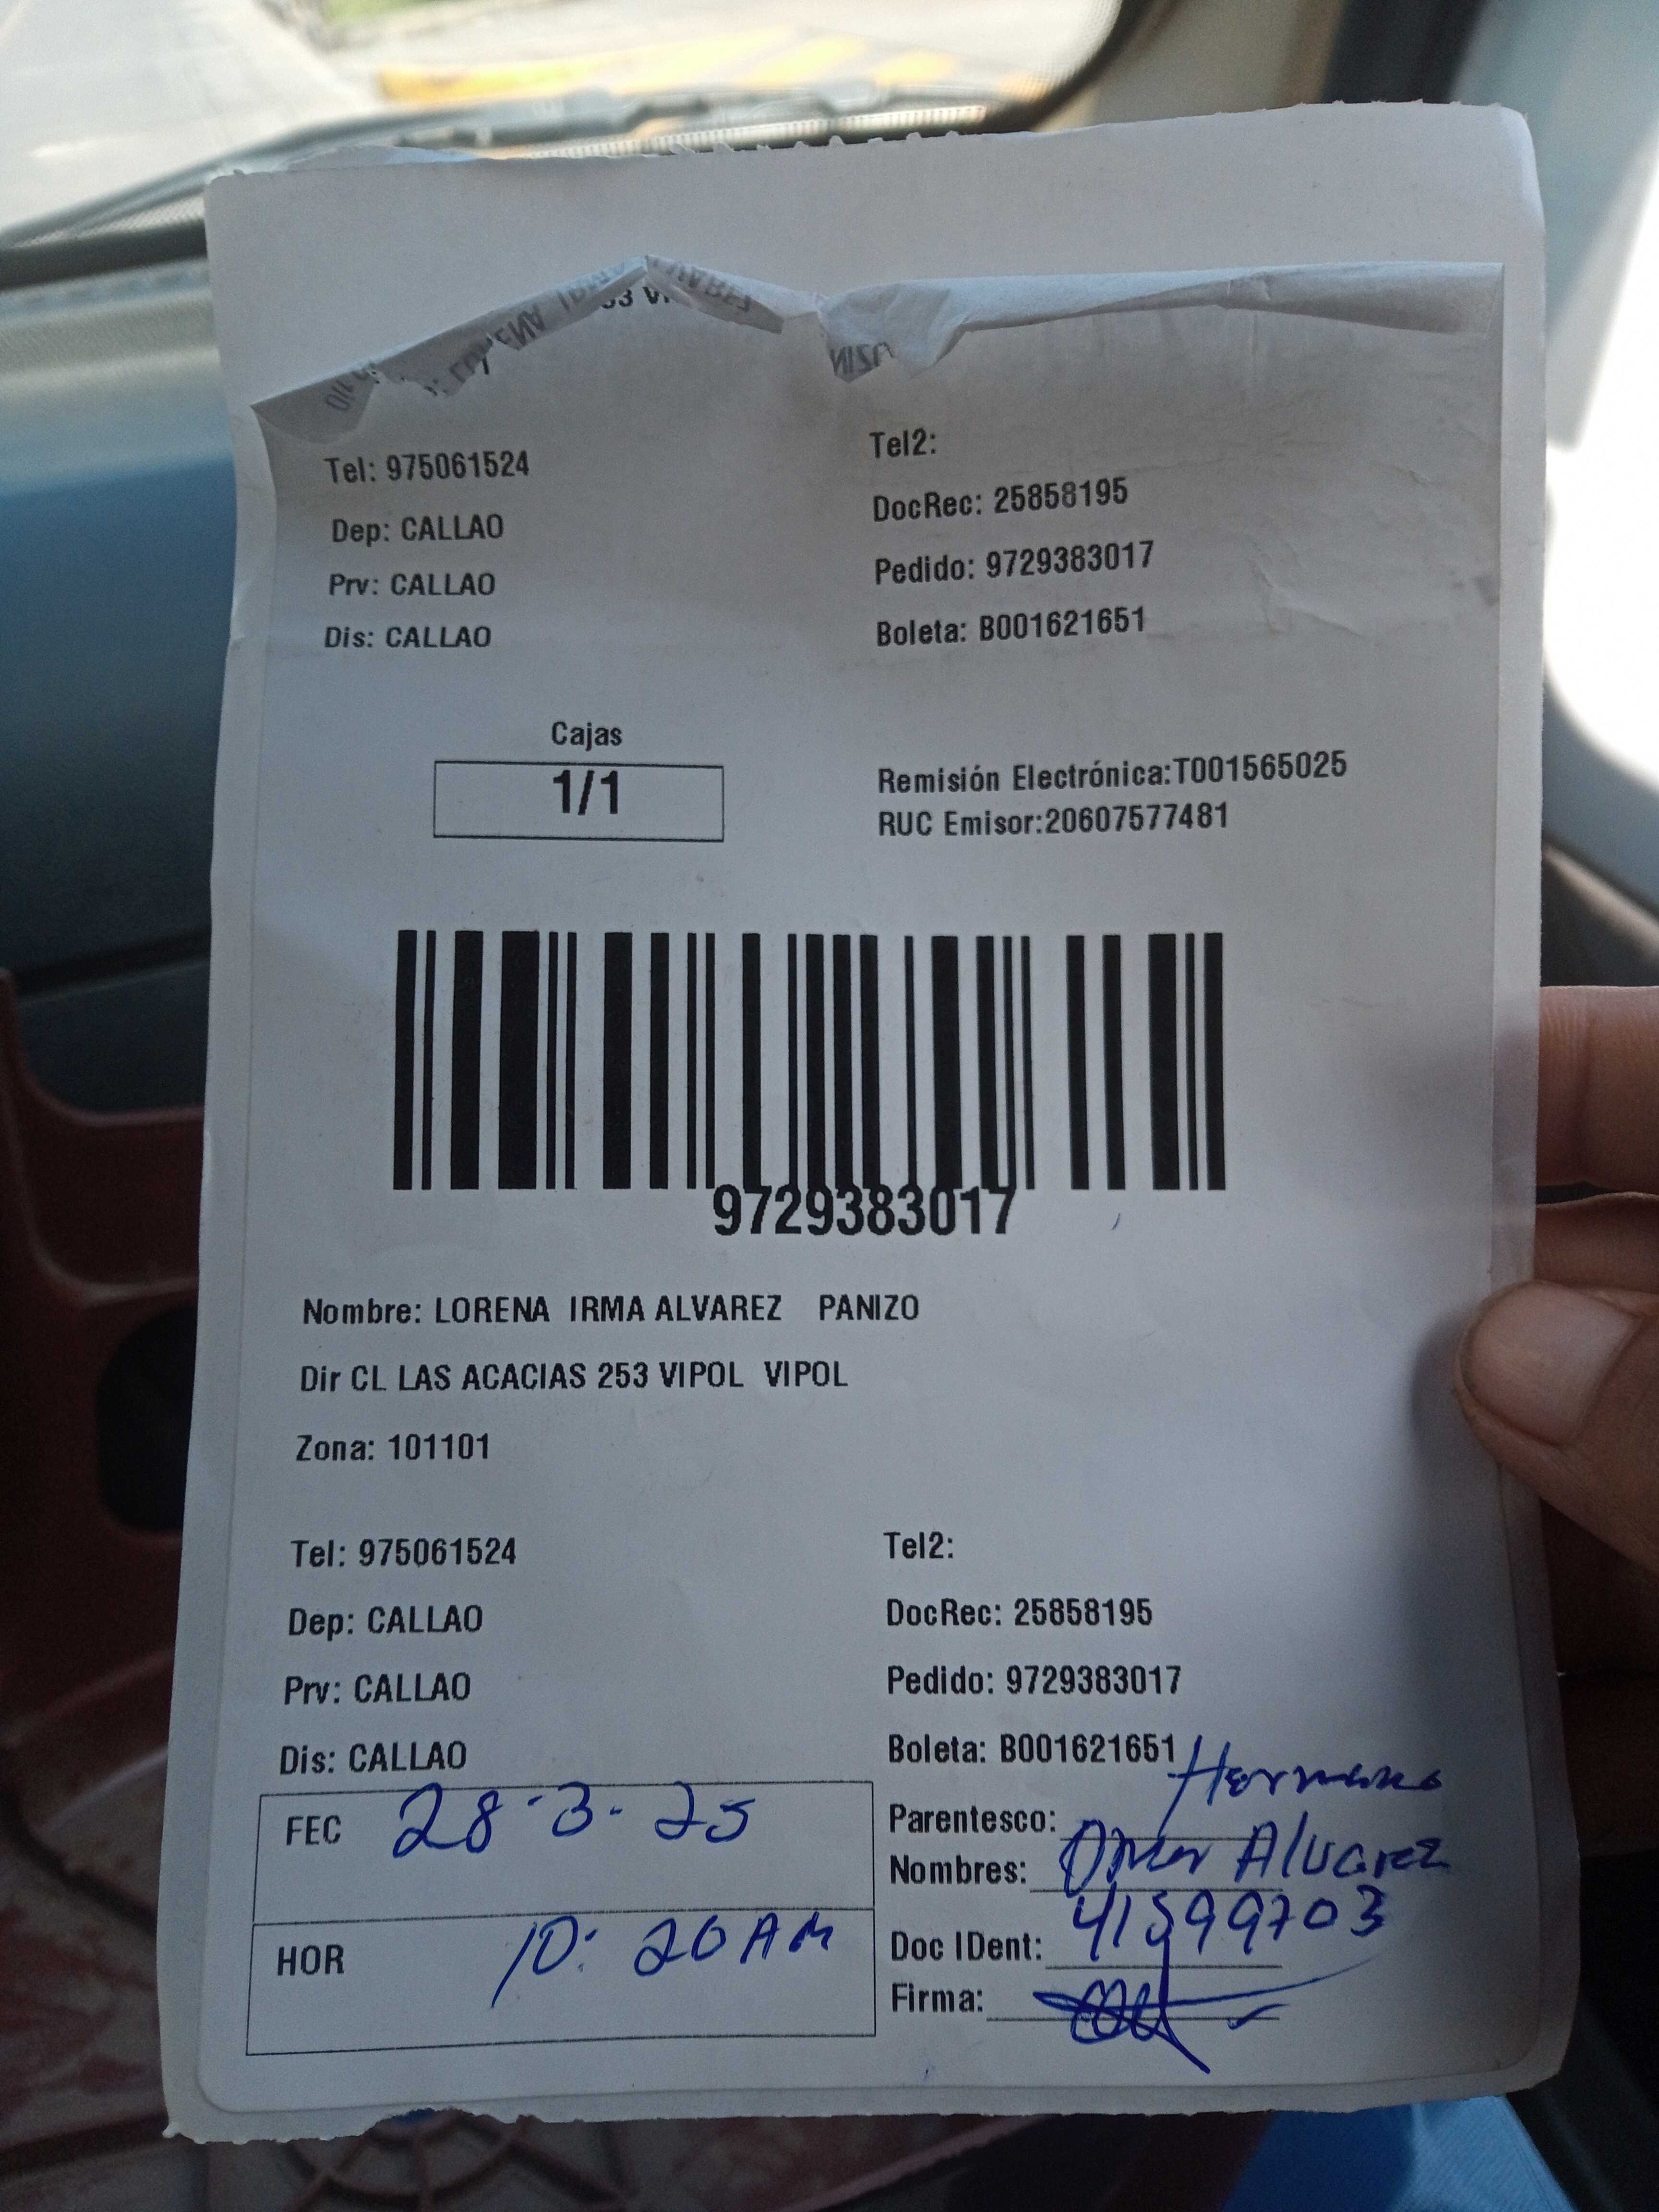 Tel: 975061524
Tel2:
Dep: CALLAO
DocRec: 25858195
Prv: CALLAO
Pedido: 9729383017
Dis: CALLAO
Boleta: B001621651
Cajas
1/1
Remisión Electrónica:T001565025
RUC Emisor:20607577481
9729383017
Nombre: LORENA IRMA ALVAREZ PANIZO
Dir CL LAS ACACIAS 253 VIPOL VIPOL
Zona: 101101
Tel: 975061524
Tel2:
Dep: CALLAO
DocRec: 25858195
Prv: CALLAO
Pedido: 9729383017
Dis: CALLAO
Boleta: B001621651
FEC 28-3-25
HOR 10:20 AM
Parentesco: Hermano
Nombres: Omar Alvarez
Doc IDent: 41599703
Firma: